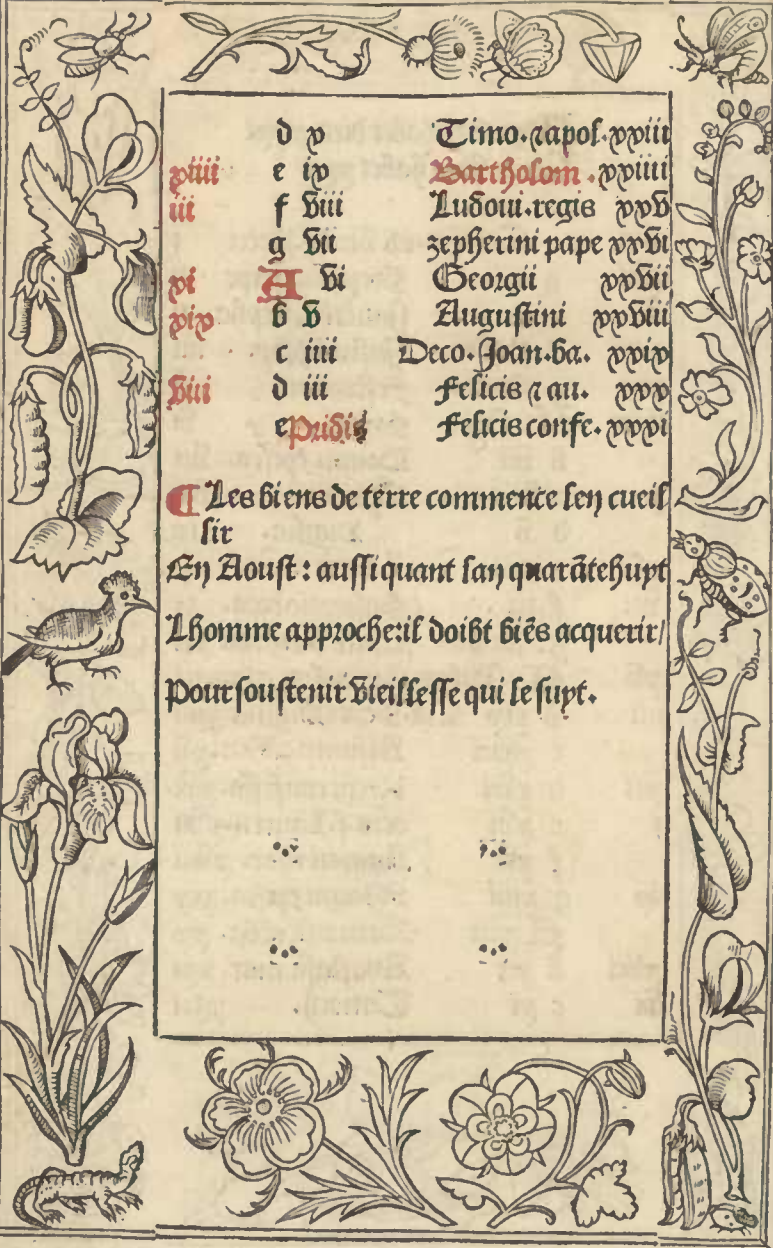 d x Timo. ⁊ apol. xxiii
xiiii e ix Bartholom. xxiiii
iii f viii Ludoui. regis xxv
g vii zepherini pape xxvi
xi A vi Georgii xxvii
xix b v Augustini xxviii
c iiii Deco. Joan. ba. xxix
viii d iii Felicis ⁊ au. xxx
e Pridie Felicis confe. xxxi
¶ Les biens de terre commence len cueil
lir
En Aoust: aussi quant lan quarãtehuyt
Lhomme approche: il doibt biẽs acquerir/
Pour soustenir vieillesse qui le suyt.